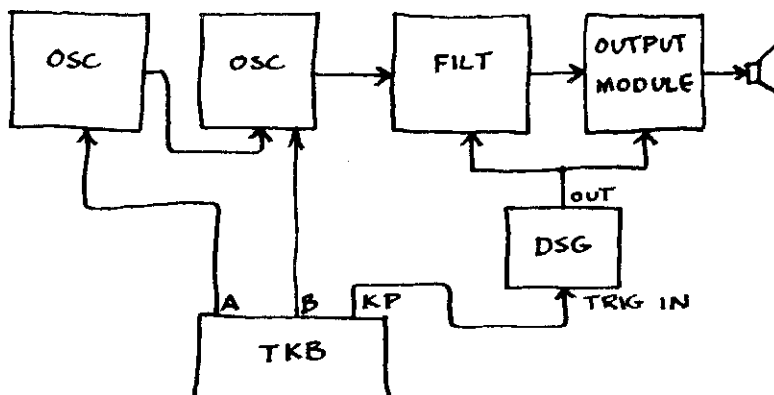 OSC
OSC
FILT
OUTPUT
MODULE
OUT
DSG
A
B
KP
TRIG IN
TKB